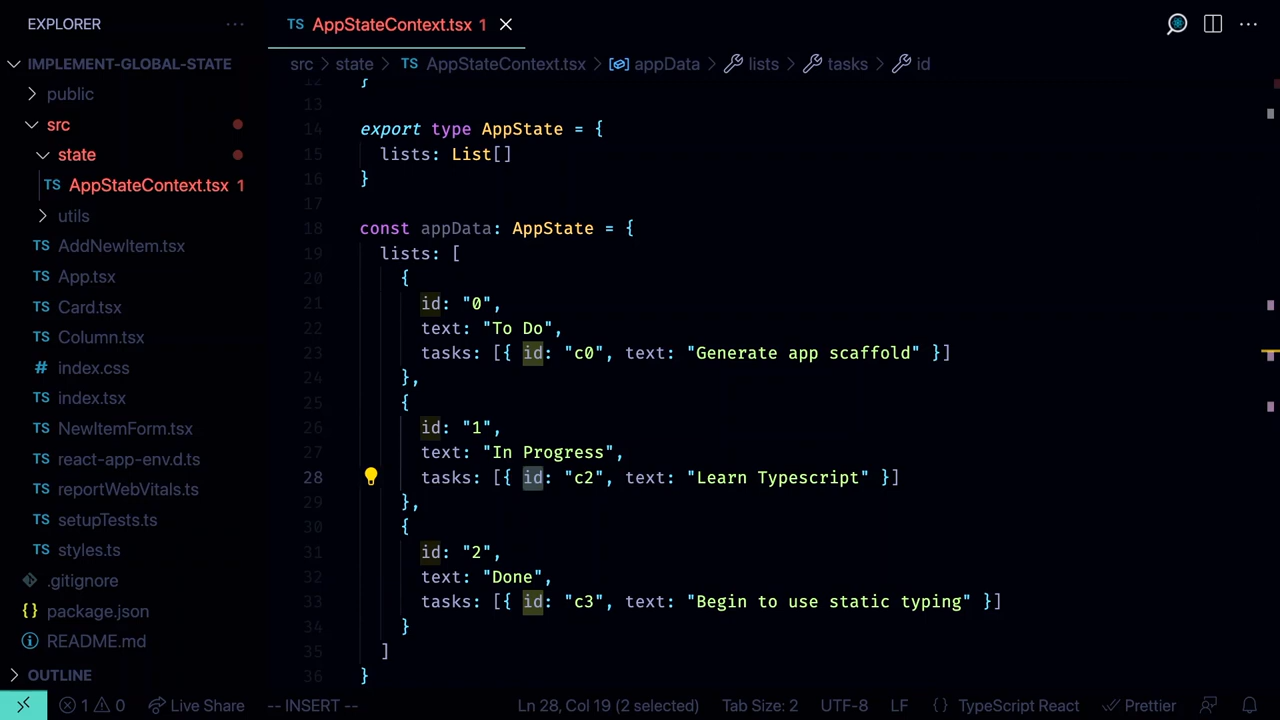 EXPLORER ···
IMPLEMENT-GLOBAL-STATE
public
src
state
TS AppStateContext.tsx 1
utils
TS AddNewItem.tsx
TS App.tsx
TS Card.tsx
TS Column.tsx
# index.css
TS index.tsx
TS NewItemForm.tsx
TS react-app-env.d.ts
TS reportWebVitals.ts
TS setupTests.ts
TS styles.ts
.gitignore
{} package.json
README.md
OUTLINE
TS AppStateContext.tsx 1
src > state > TS AppStateContext.tsx > appData > lists > tasks > id
12 }
13
14 export type AppState = {
15 lists: List[]
16 }
17
18 const appData: AppState = {
19 lists: [
20 {
21 id: "0",
22 text: "To Do",
23 tasks: [{ id: "c0", text: "Generate app scaffold" }]
24 },
25 {
26 id: "1",
27 text: "In Progress",
28 tasks: [{ id: "c2", text: "Learn Typescript" }]
29 },
30 {
31 id: "2",
32 text: "Done",
33 tasks: [{ id: "c3", text: "Begin to use static typing" }]
34 }
35 ]
36 }
1 0 Live Share -- INSERT -- Ln 28, Col 19 (2 selected) Tab Size: 2 UTF-8 LF {} TypeScript React Prettier